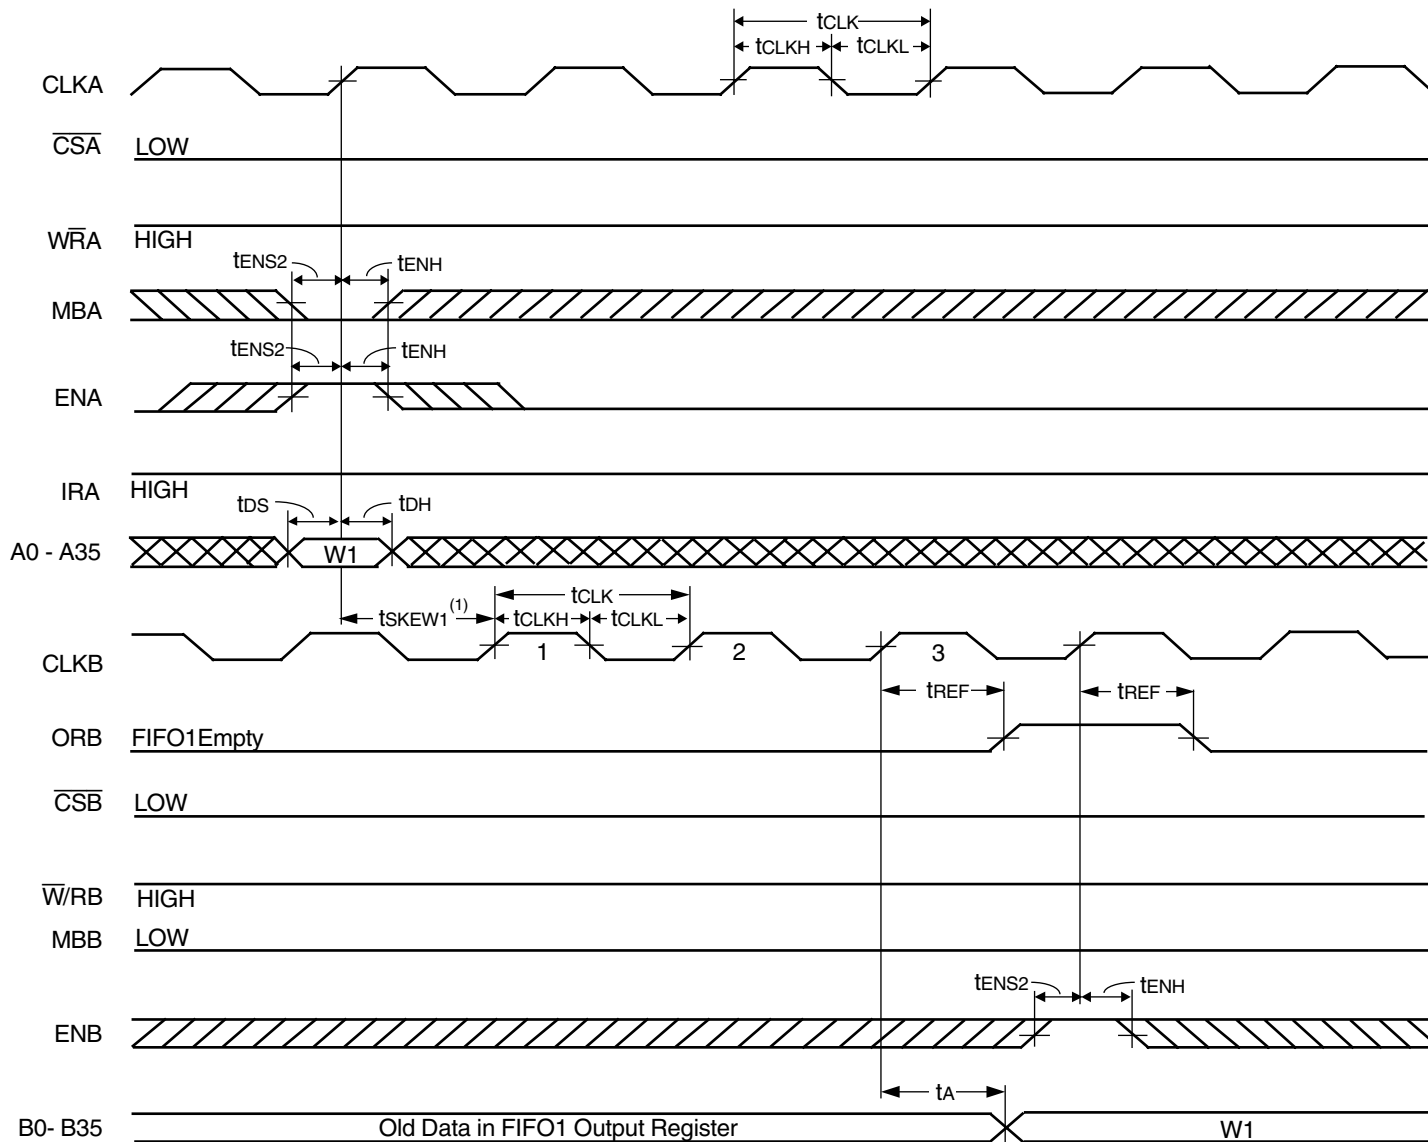 tCLK
tCLKH tCLKL
CLKA
CSA LOW
WRA HIGH
tENS2 tENH
MBA
tENS2 tENH
ENA
IRA HIGH
tDS tDH
A0 - A35 W1
tCLK
tSKEW1(1) tCLKH tCLKL
CLKB 1 2 3
tREF tREF
ORB FIFO1Empty
CSB LOW
W/RB HIGH
MBB LOW
tENS2 tENH
ENB
tA
B0- B35 Old Data in FIFO1 Output Register W1